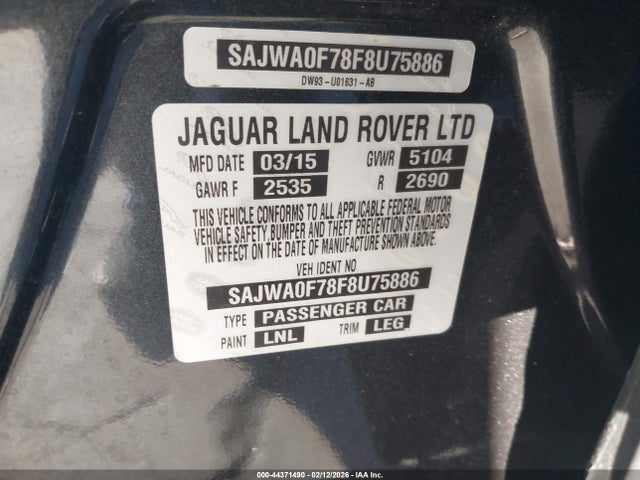 SAJWA0F78F8U75886
DW93-U01631-AB
JAGUAR LAND ROVER LTD
MFD DATE 03/15 GVWR 5104
GAWR F 2535 R 2690
THIS VEHICLE CONFORMS TO ALL APPLICABLE FEDERAL MOTOR
VEHICLE SAFETY,BUMPER AND THEFT PREVENTION STANDARDS
IN EFFECT ON THE DATE OF MANUFACTURE SHOWN ABOVE.
VEH IDENT NO
SAJWA0F78F8U75886
TYPE PASSENGER CAR
PAINT LNL TRIM LEG
000-44371490 - 02/12/2026 - IAA Inc.